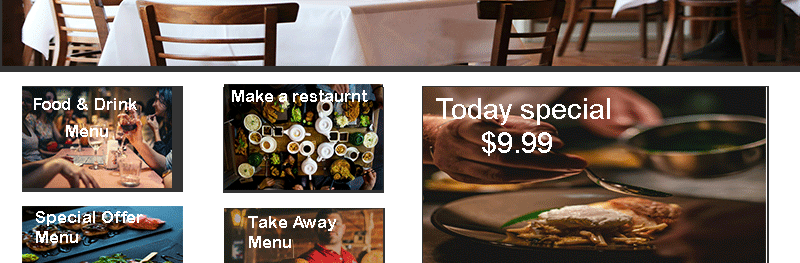 Food & Drink
Menu
Make a restaurnt
Today special
$9.99
Special Offer
Menu
Take Away
Menu